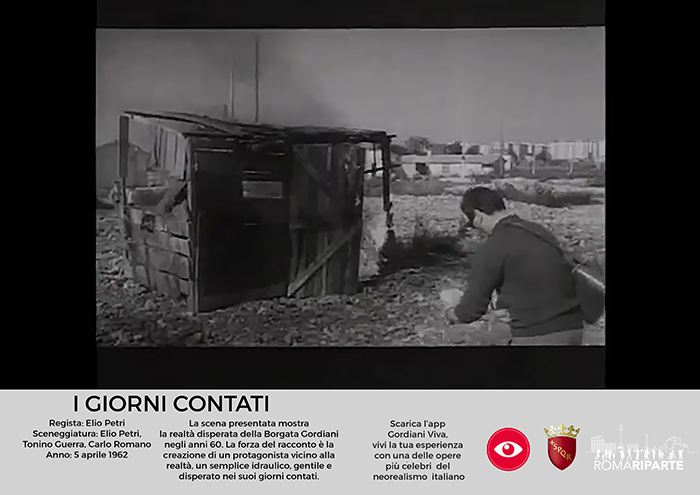 I GIORNI CONTATI
Regista: Elio Petri
Sceneggiatura: Elio Petri,
Tonino Guerra, Carlo Romano
Anno: 5 aprile 1962
La scena presentata mostra
la realtà disperata della Borgata Gordiani
negli anni 60. La forza del racconto è la
creazione di un protagonista vicino alla
realtà, un semplice idraulico, gentile e
disperato nei suoi giorni contati.
Scarica l'app
Gordiani Viva,
vivi la tua esperienza
con una delle opere
più celebri del
neorealismo italiano
SPQR
ROMARIPARTE